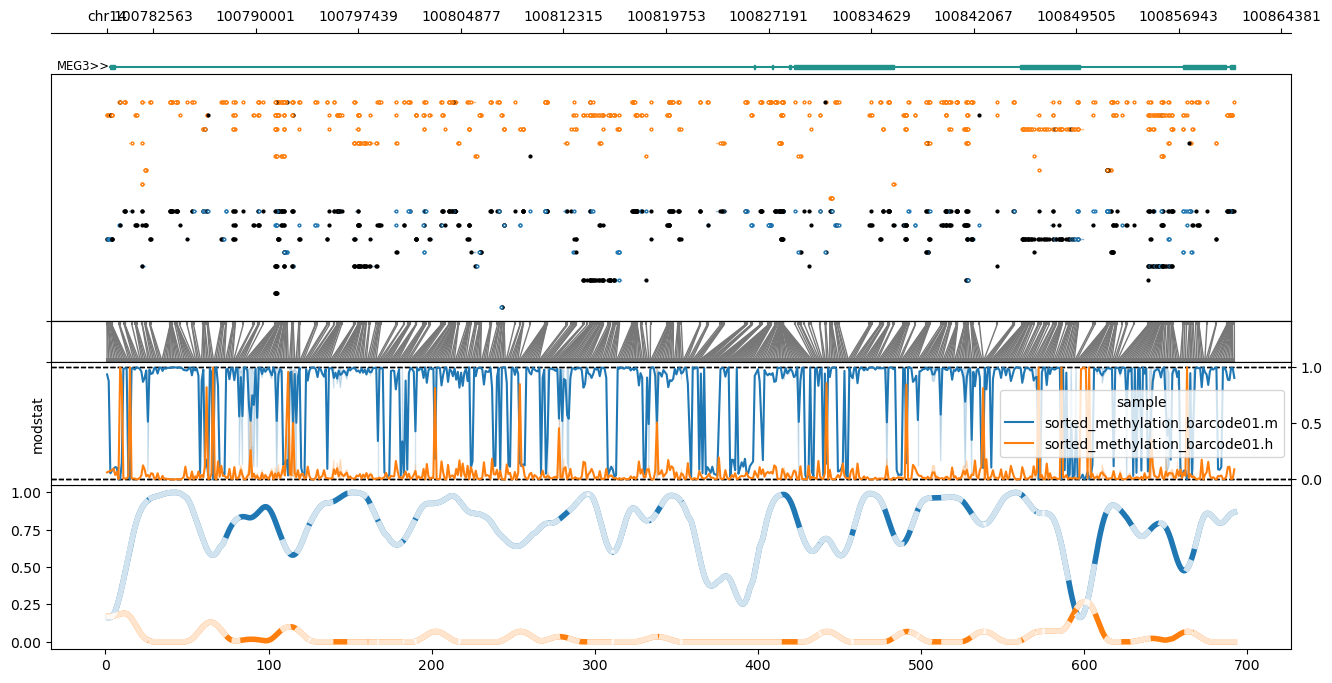 chr14 100782563 100790001 100797439 100804877 100812315 100819753 100827191 100834629 100842067 100849505 100856943 100864381
MEG3>>
modstat
1.0
0.5
0.0
sample
sorted_methylation_barcode01.m
sorted_methylation_barcode01.h
1.00
0.75
0.50
0.25
0.00
0 100 200 300 400 500 600 700